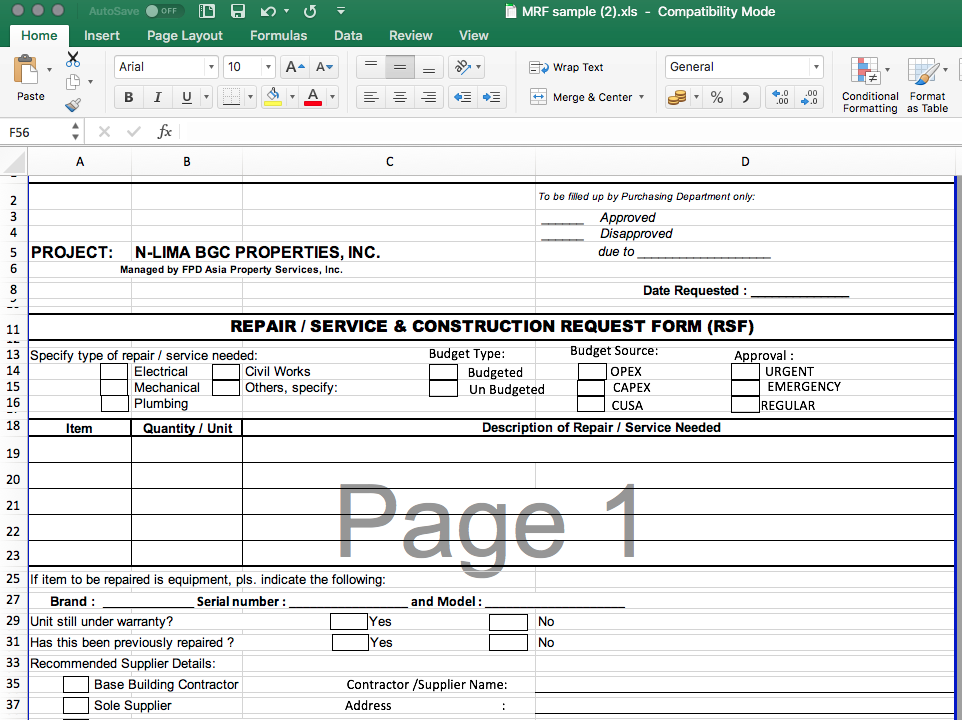 AutoSave OFF MRF sample (2).xls - Compatibility Mode
Home Insert Page Layout Formulas Data Review View
Paste Arial 10 A A Wrap Text General
B I U A Merge & Center % Conditional Formatting Format as Table
F56 fx
A B C D
2 To be filled up by Purchasing Department only:
3 ______ Approved
4 ______ Disapproved
5 PROJECT: N-LIMA BGC PROPERTIES, INC. due to ___________________
6 Managed by FPD Asia Property Services, Inc.
8 Date Requested : ______________
11 REPAIR / SERVICE & CONSTRUCTION REQUEST FORM (RSF)
13 Specify type of repair / service needed: Budget Type: Budget Source: Approval :
14 Electrical Civil Works Budgeted OPEX URGENT
15 Mechanical Others, specify: Un Budgeted CAPEX EMERGENCY
16 Plumbing CUSA REGULAR
18 Item Quantity / Unit Description of Repair / Service Needed
19
20
21
Page 1
22
23
25 If item to be repaired is equipment, pls. indicate the following:
27 Brand : ______________ Serial number : __________________ and Model : _____________________
29 Unit still under warranty? Yes No
31 Has this been previously repaired ? Yes No
33 Recommended Supplier Details:
35 Base Building Contractor Contractor /Supplier Name:
37 Sole Supplier Address :